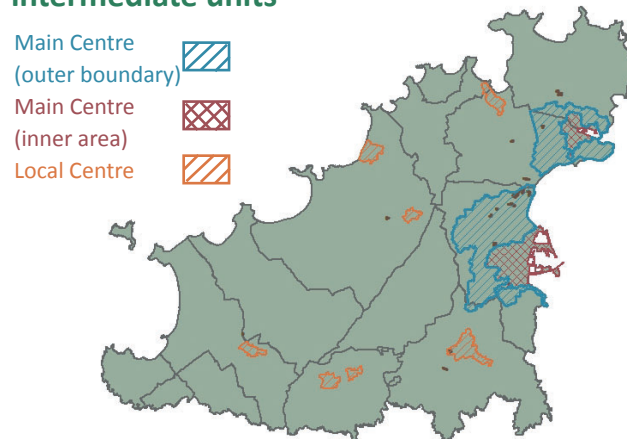 intermediate units
Main Centre
(outer boundary)
Main Centre
(inner area)
Local Centre